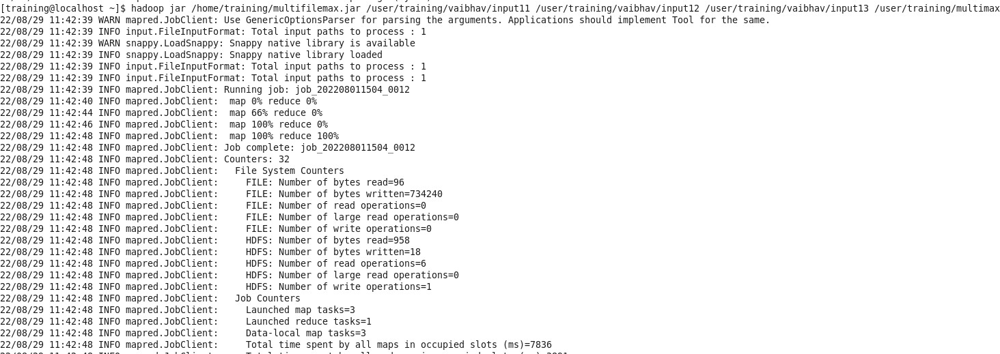 [training@localhost ~]$ hadoop jar /home/training/multifilemax.jar /user/training/vaibhav/input11 /user/training/vaibhav/input12 /user/training/vaibhav/input13 /user/training/multimax
22/08/29 11:42:39 WARN mapred.JobClient: Use GenericOptionsParser for parsing the arguments. Applications should implement Tool for the same.
22/08/29 11:42:39 INFO input.FileInputFormat: Total input paths to process : 1
22/08/29 11:42:39 WARN snappy.LoadSnappy: Snappy native library is available
22/08/29 11:42:39 INFO snappy.LoadSnappy: Snappy native library loaded
22/08/29 11:42:39 INFO input.FileInputFormat: Total input paths to process : 1
22/08/29 11:42:39 INFO input.FileInputFormat: Total input paths to process : 1
22/08/29 11:42:39 INFO mapred.JobClient: Running job: job_202208011504_0012
22/08/29 11:42:40 INFO mapred.JobClient:  map 0% reduce 0%
22/08/29 11:42:44 INFO mapred.JobClient:  map 66% reduce 0%
22/08/29 11:42:46 INFO mapred.JobClient:  map 100% reduce 0%
22/08/29 11:42:48 INFO mapred.JobClient:  map 100% reduce 100%
22/08/29 11:42:48 INFO mapred.JobClient: Job complete: job_202208011504_0012
22/08/29 11:42:48 INFO mapred.JobClient: Counters: 32
22/08/29 11:42:48 INFO mapred.JobClient:   File System Counters
22/08/29 11:42:48 INFO mapred.JobClient:     FILE: Number of bytes read=96
22/08/29 11:42:48 INFO mapred.JobClient:     FILE: Number of bytes written=734240
22/08/29 11:42:48 INFO mapred.JobClient:     FILE: Number of read operations=0
22/08/29 11:42:48 INFO mapred.JobClient:     FILE: Number of large read operations=0
22/08/29 11:42:48 INFO mapred.JobClient:     FILE: Number of write operations=0
22/08/29 11:42:48 INFO mapred.JobClient:     HDFS: Number of bytes read=958
22/08/29 11:42:48 INFO mapred.JobClient:     HDFS: Number of bytes written=18
22/08/29 11:42:48 INFO mapred.JobClient:     HDFS: Number of read operations=6
22/08/29 11:42:48 INFO mapred.JobClient:     HDFS: Number of large read operations=0
22/08/29 11:42:48 INFO mapred.JobClient:     HDFS: Number of write operations=1
22/08/29 11:42:48 INFO mapred.JobClient:   Job Counters
22/08/29 11:42:48 INFO mapred.JobClient:     Launched map tasks=3
22/08/29 11:42:48 INFO mapred.JobClient:     Launched reduce tasks=1
22/08/29 11:42:48 INFO mapred.JobClient:     Data-local map tasks=3
22/08/29 11:42:48 INFO mapred.JobClient:     Total time spent by all maps in occupied slots (ms)=7836